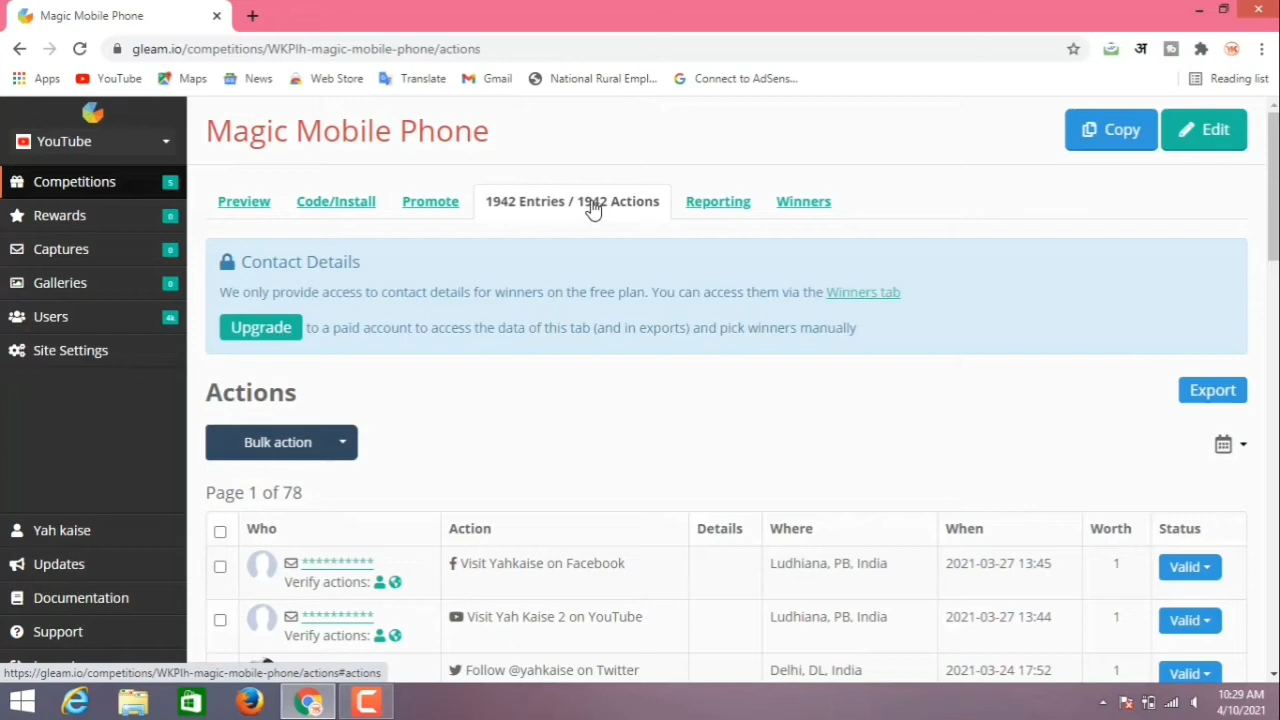 Magic Mobile Phone
gleam.io/competitions/WKPIh-magic-mobile-phone/actions
Apps YouTube Maps News Web Store Translate Gmail National Rural Empl... Connect to AdSens... Reading list
YouTube
Competitions 5
Rewards 0
Captures 0
Galleries 0
Users 4k
Site Settings
Yah kaise
Updates
Documentation
Support
Magic Mobile Phone
Copy Edit
Preview Code/Install Promote 1942 Entries / 1942 Actions Reporting Winners
Contact Details
We only provide access to contact details for winners on the free plan. You can access them via the Winners tab
Upgrade to a paid account to access the data of this tab (and in exports) and pick winners manually
Actions
Export
Bulk action
Page 1 of 78
Who Action Details Where When Worth Status
********** Visit Yahkaise on Facebook Ludhiana, PB, India 2021-03-27 13:45 1 Valid
Verify actions:
********** Visit Yah Kaise 2 on YouTube Ludhiana, PB, India 2021-03-27 13:44 1 Valid
Verify actions:
Follow @yahkaise on Twitter Delhi, DL, India 2021-03-24 17:52 1 Valid
https://gleam.io/competitions/WKPIh-magic-mobile-phone/actions#actions
10:29 AM
4/10/2021